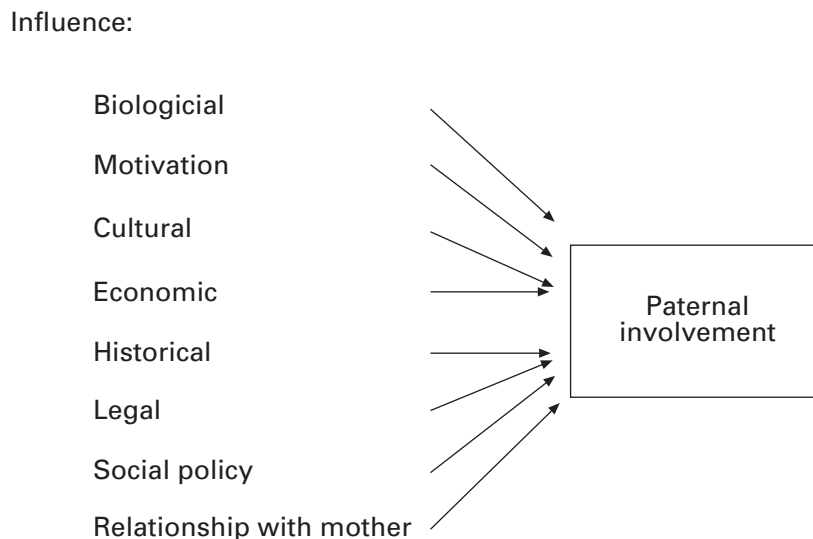 Influence:
Biologicial
Motivation
Cultural
Economic
Historical
Legal
Social policy
Relationship with mother
Paternal
involvement